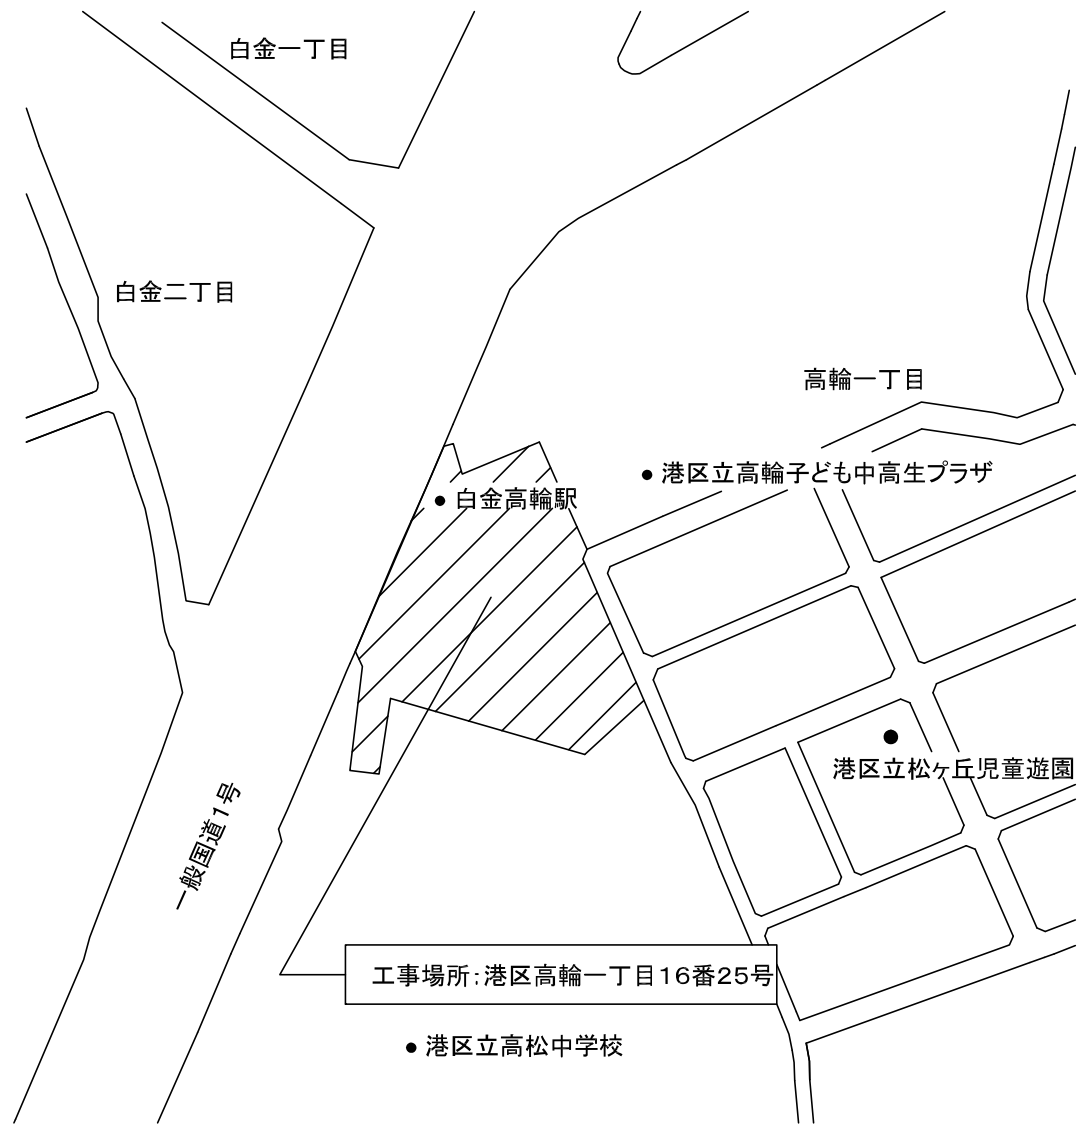 白金一丁目
白金二丁目
高輪一丁目
港区立高輪子ども中高生プラザ
白金高輪駅
港区立松ヶ丘児童遊園
一般国道1号
工事場所：港区高輪一丁目16番25号
港区立高松中学校